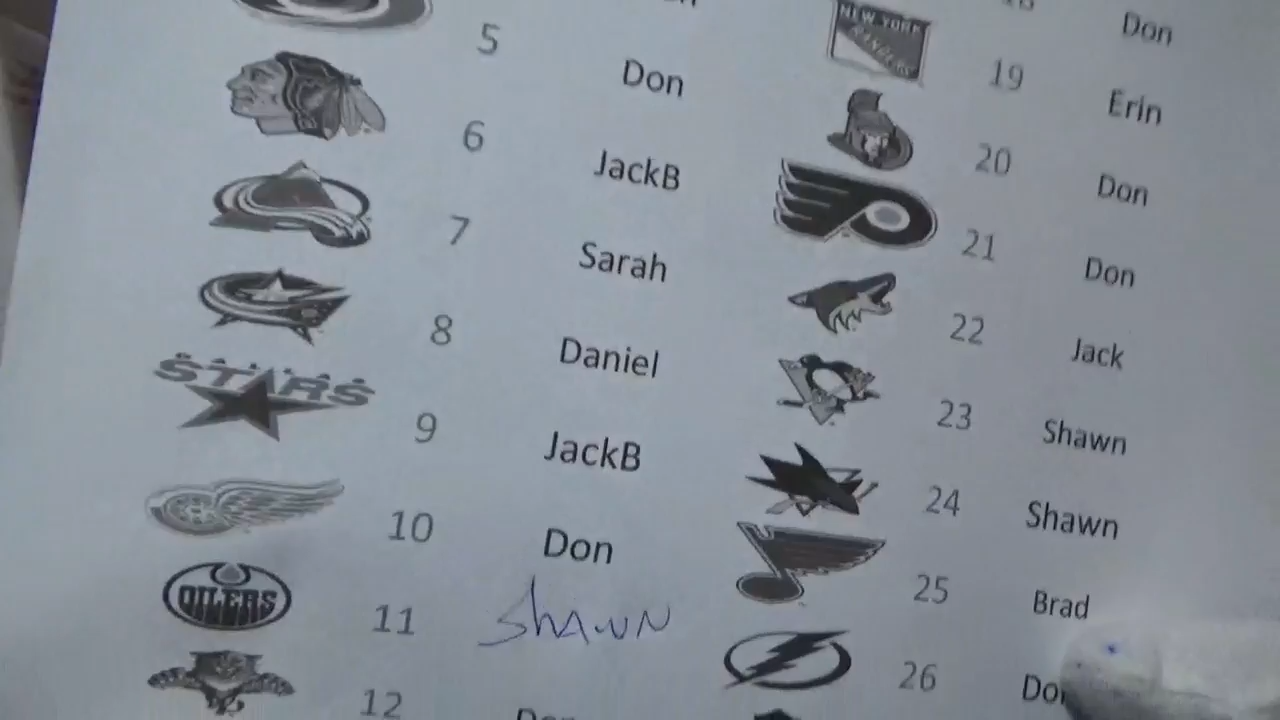 5 Don
6 JackB
7 Sarah
8 Daniel
STARS
9 JackB
10 Don
OILERS
11 ShAwN
12
Don
NEW YORK
RANGERS
19 Erin
20 Don
21 Don
22 Jack
23 Shawn
24 Shawn
25 Brad
26